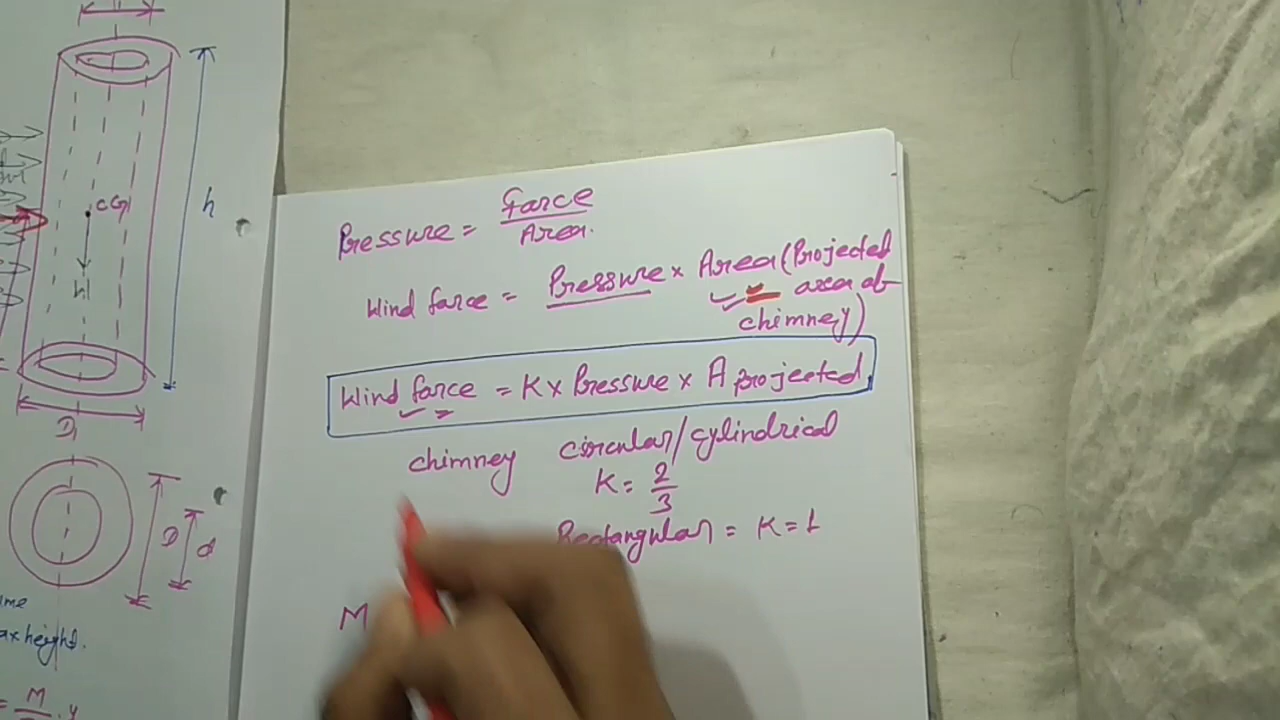 h
CG
D
D
d
ax height.
= M . y
Pressure = Force
Area.
Wind force = Pressure × Area (Projected
area of
chimney)
Wind force = K × Pressure × A projected
chimney circular/cylindrical
K = 2
3
Rectangular = K = 1
M